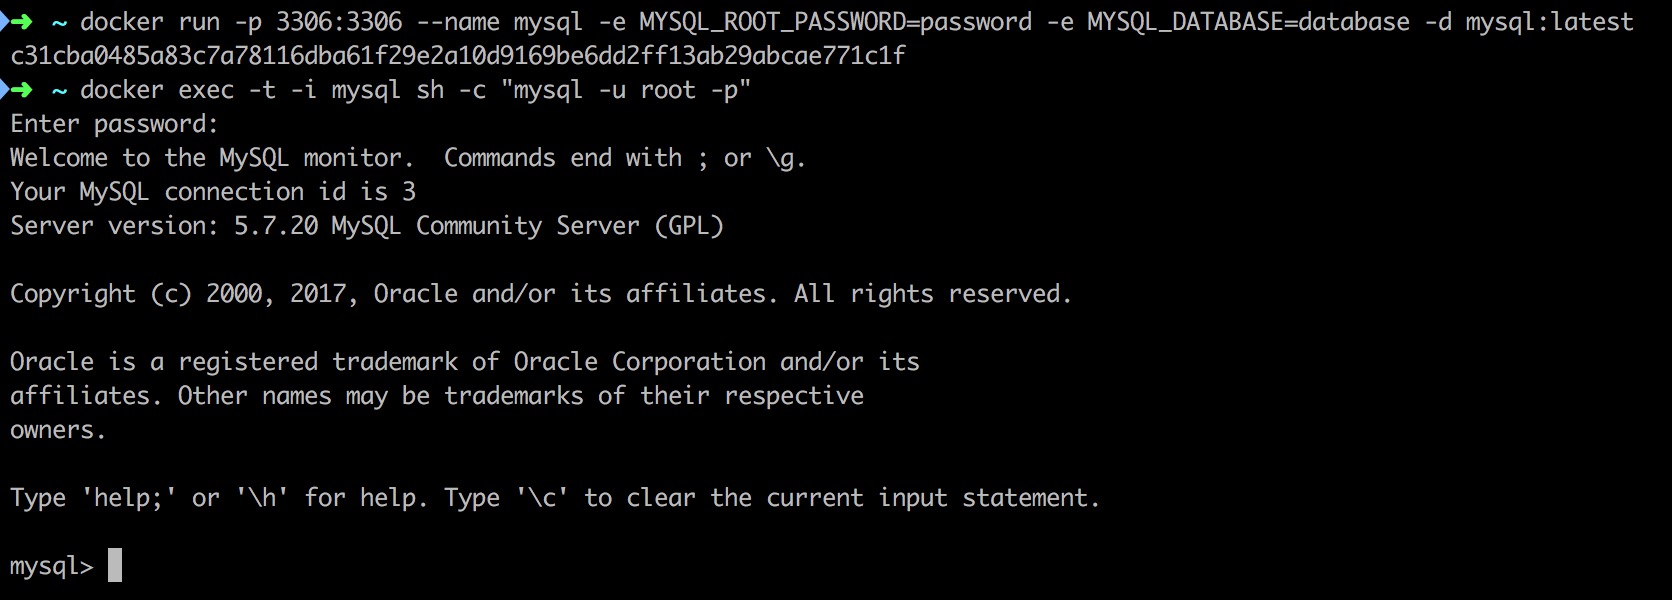 ➜ ~ docker run -p 3306:3306 --name mysql -e MYSQL_ROOT_PASSWORD=password -e MYSQL_DATABASE=database -d mysql:latest
c31cba0485a83c7a78116dba61f29e2a10d9169be6dd2ff13ab29abcae771c1f
➜ ~ docker exec -t -i mysql sh -c "mysql -u root -p"
Enter password:
Welcome to the MySQL monitor.  Commands end with ; or \g.
Your MySQL connection id is 3
Server version: 5.7.20 MySQL Community Server (GPL)
Copyright (c) 2000, 2017, Oracle and/or its affiliates. All rights reserved.
Oracle is a registered trademark of Oracle Corporation and/or its
affiliates. Other names may be trademarks of their respective
owners.
Type 'help;' or '\h' for help. Type '\c' to clear the current input statement.
mysql>